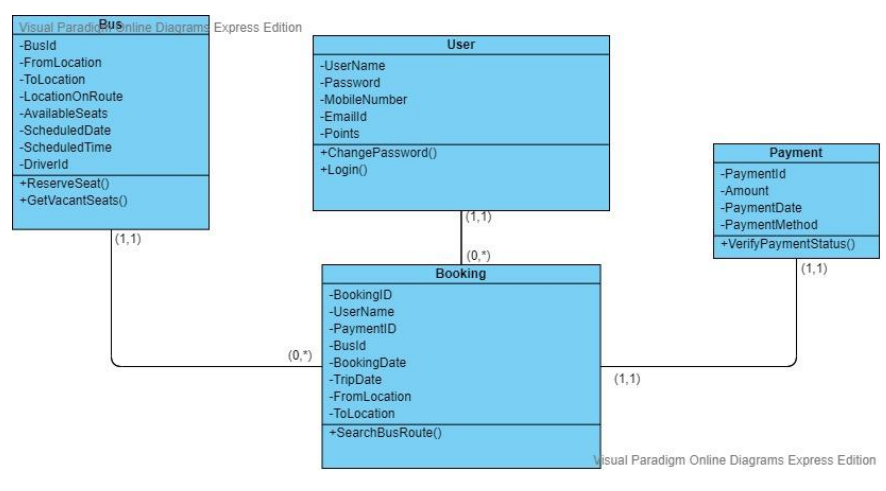 Visual Paradigm Online Diagrams Express Edition
Bus
-BusId
-FromLocation
-ToLocation
-LocationOnRoute
-AvailableSeats
-ScheduledDate
-ScheduledTime
-DriverId
+ReserveSeat()
+GetVacantSeats()
(1,1)
User
-UserName
-Password
-MobileNumber
-EmailId
-Points
+ChangePassword()
+Login()
(1,1)
(0,*)
Payment
-PaymentId
-Amount
-PaymentDate
-PaymentMethod
+VerifyPaymentStatus()
(1,1)
(0,*)
Booking
-BookingID
-UserName
-PaymentID
-BusId
-BookingDate
-TripDate
-FromLocation
-ToLocation
+SearchBusRoute()
(1,1)
Visual Paradigm Online Diagrams Express Edition